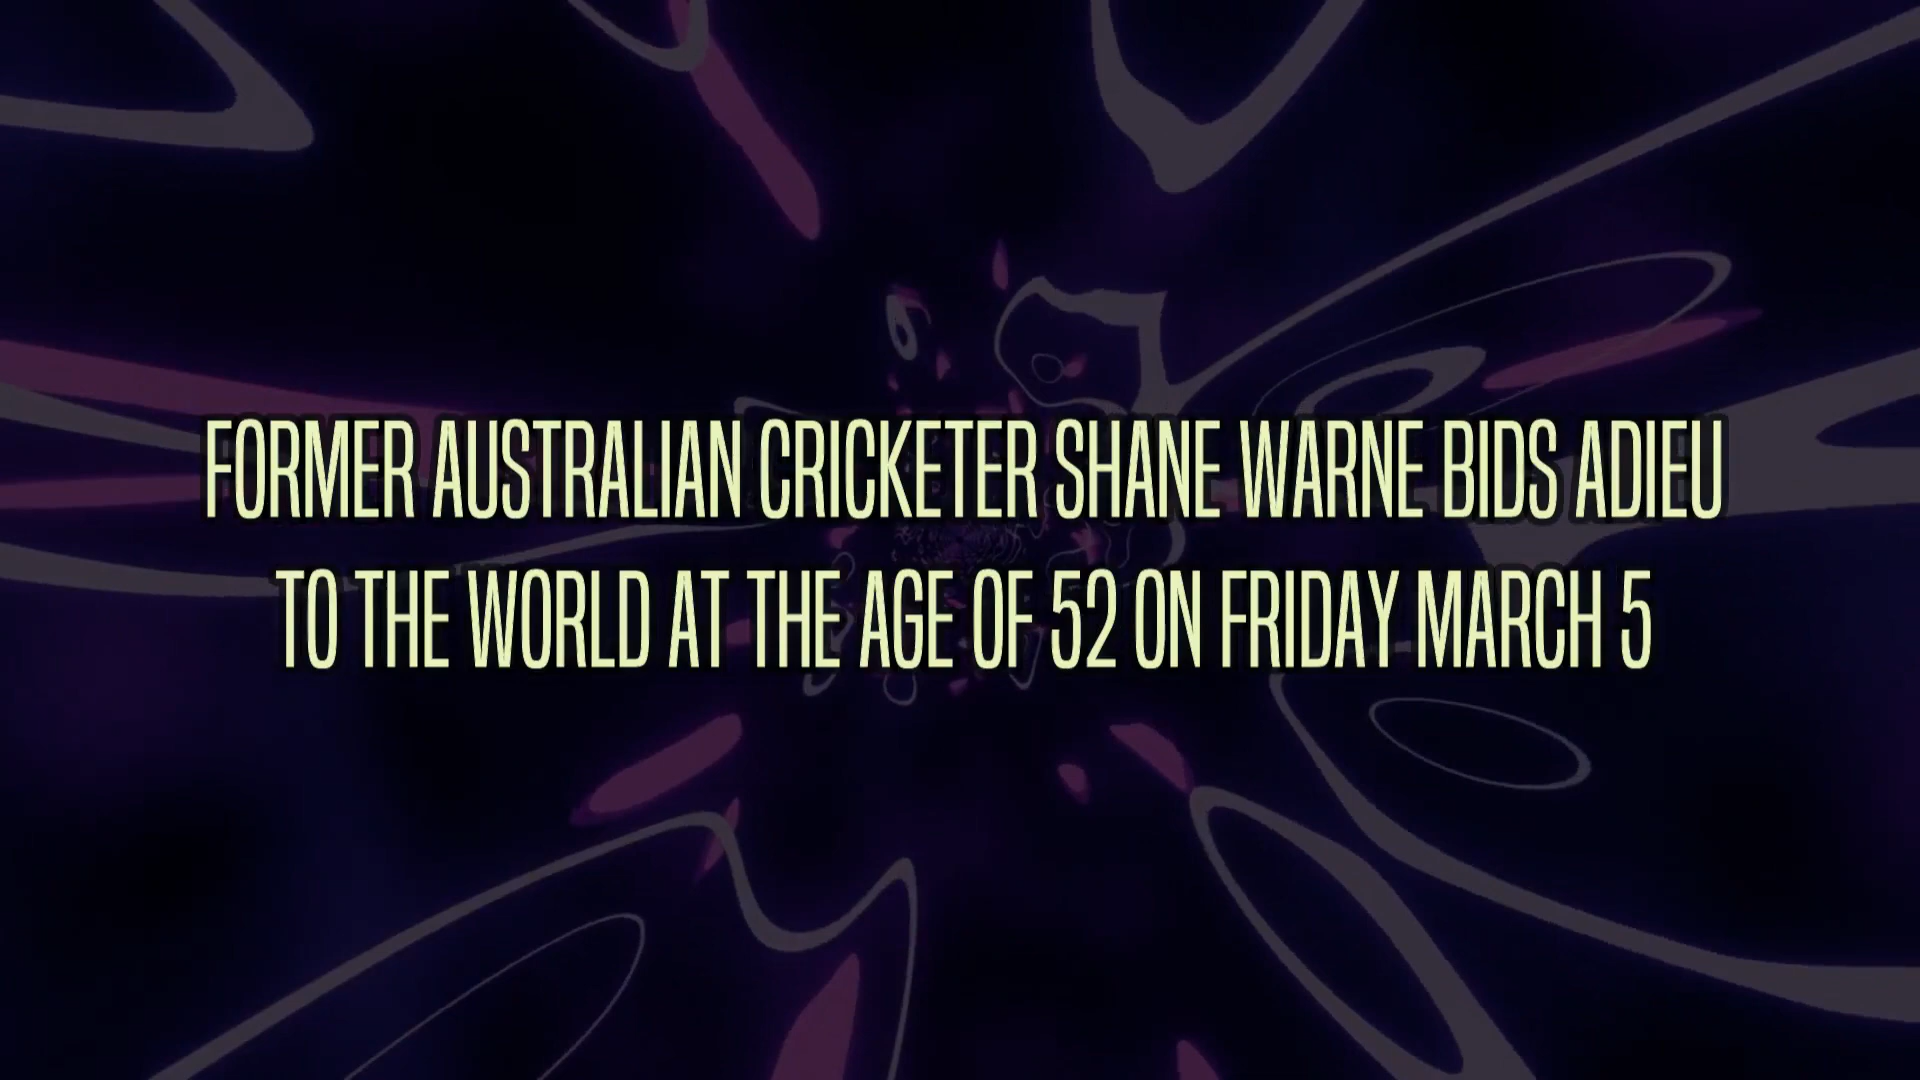 FORMER AUSTRALIAN CRICKETER SHANE WARNE BIDS ADIEU
TO THE WORLD AT THE AGE OF 52 ON FRIDAY MARCH 5